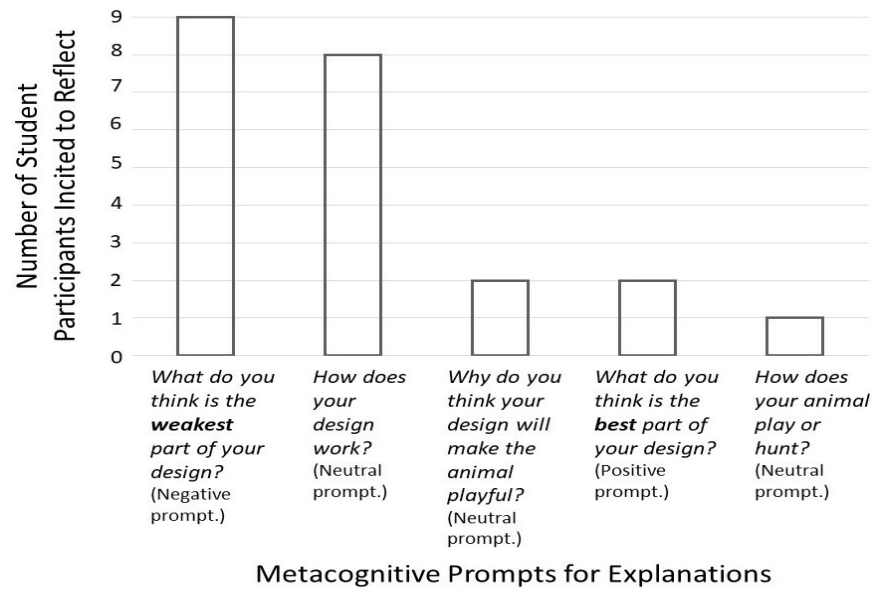 Number of Student
Participants Incited to Reflect
9
8
7
6
5
4
3
2
1
0
What do you
think is the
weakest
part of your
design?
(Negative
prompt.)
How does
your
design
work?
(Neutral
prompt.)
Why do you
think your
design will
make the
animal
playful?
(Neutral
prompt.)
What do you
think is the
best part of
your design?
(Positive
prompt.)
How does
your animal
play or
hunt?
(Neutral
prompt.)
Metacognitive Prompts for Explanations